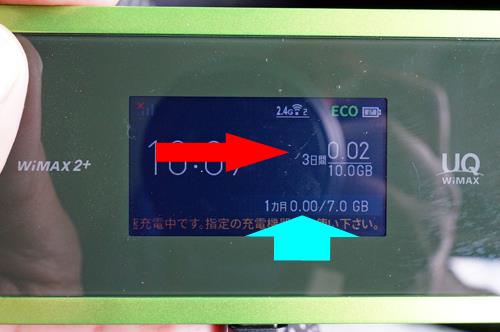 2.4G 2 ECO
3日間 0.02
10.0GB
WiMAX 2+
UQ
WiMAX
1カ月 0.00/7.0 GB
充電中です。指定の充電機
い下さい。